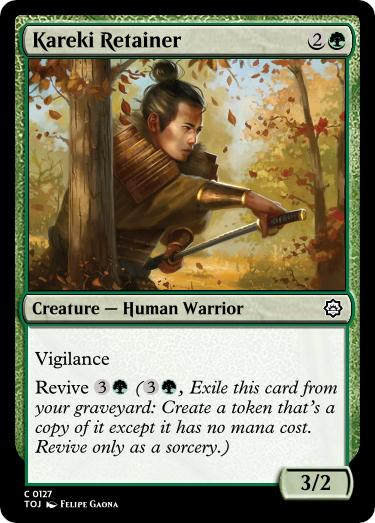 Kareki Retainer 2
Creature — Human Warrior
Vigilance
Revive 3 (3, Exile this card from
your graveyard: Create a token that's a
copy of it except it has no mana cost.
Revive only as a sorcery.)
3/2
C 0127
TOJ Felipe Gaona